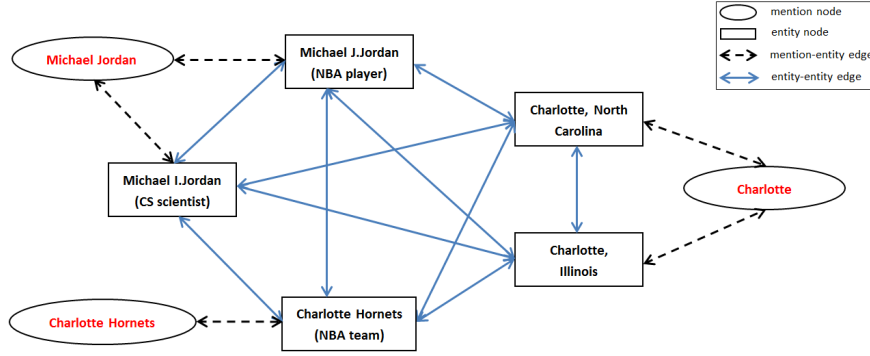 mention node
entity node
mention-entity edge
entity-entity edge
Michael Jordan
Michael J.Jordan
(NBA player)
Charlotte, North
Carolina
Michael I.Jordan
(CS scientist)
Charlotte
Charlotte,
Illinois
Charlotte Hornets
Charlotte Hornets
(NBA team)